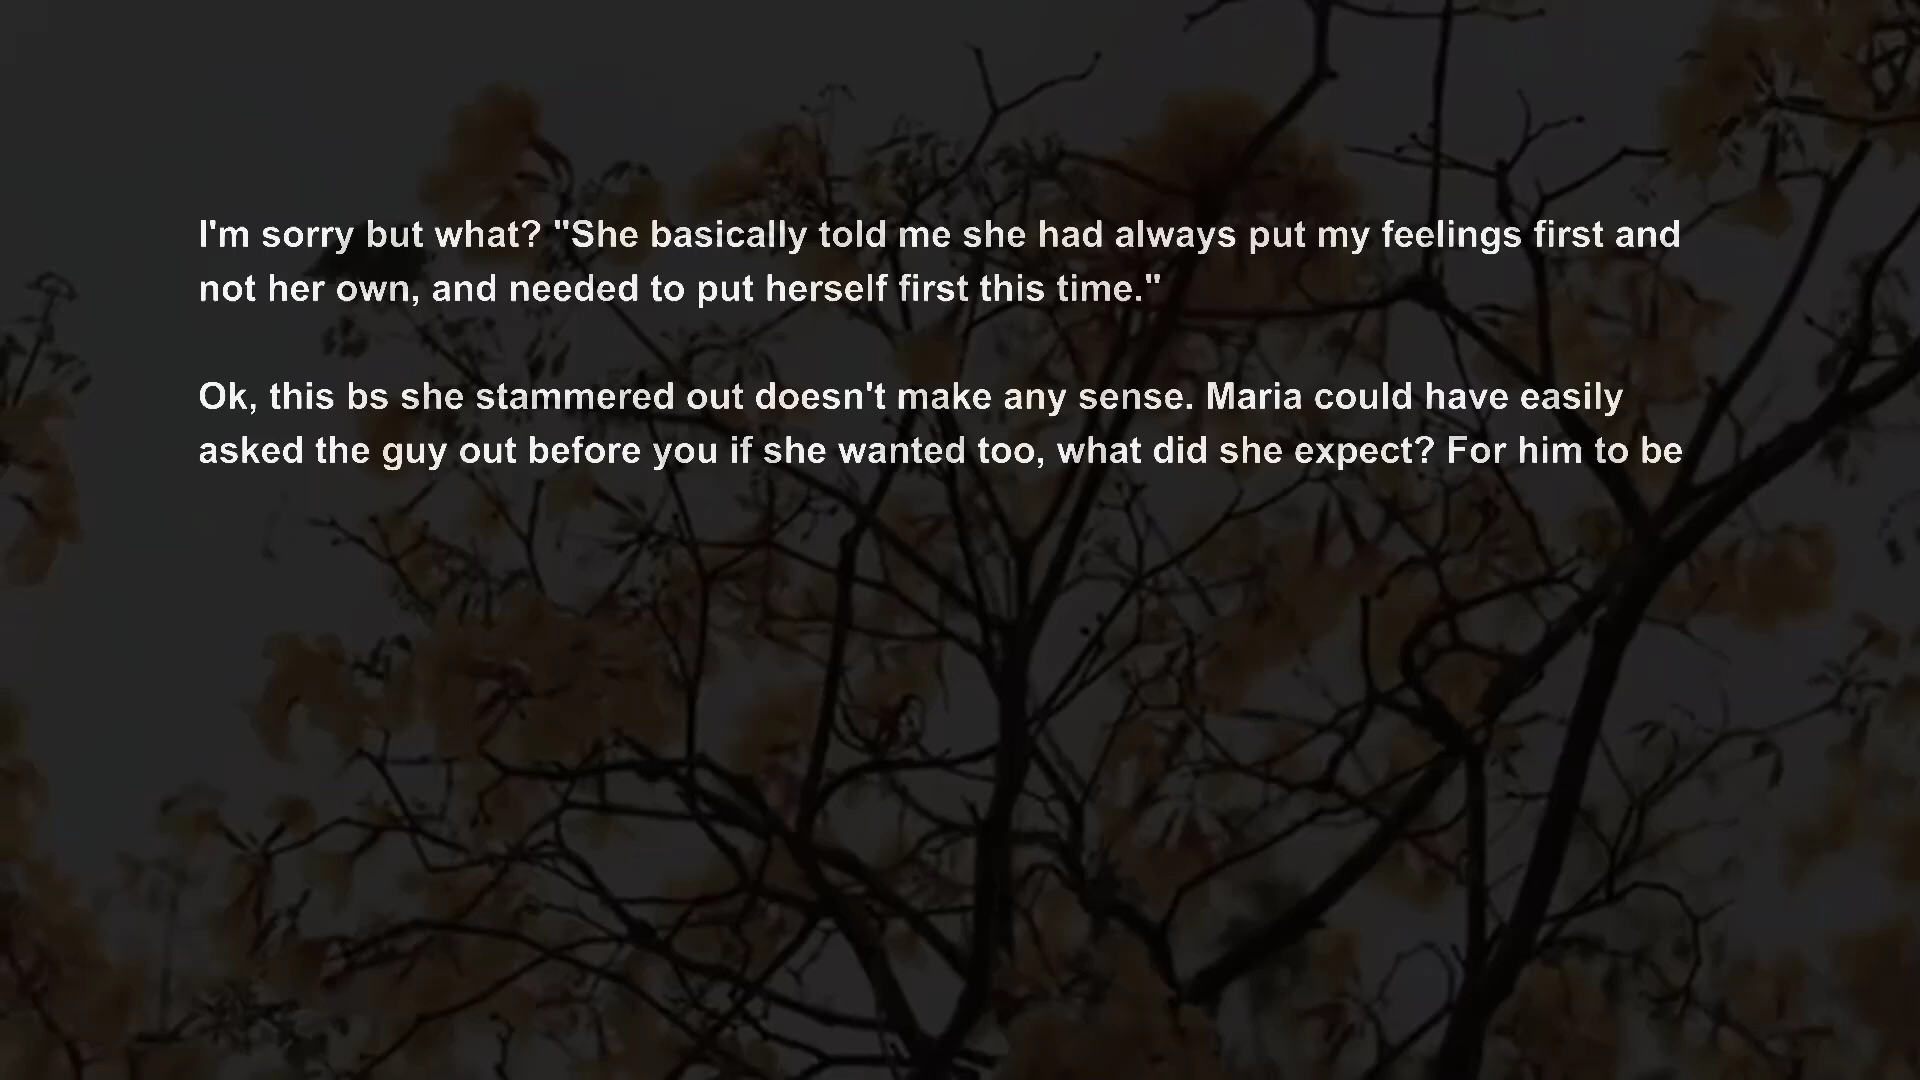 I'm sorry but what? "She basically told me she had always put my feelings first and
not her own, and needed to put herself first this time."
Ok, this bs she stammered out doesn't make any sense. Maria could have easily
asked the guy out before you if she wanted too, what did she expect? For him to be